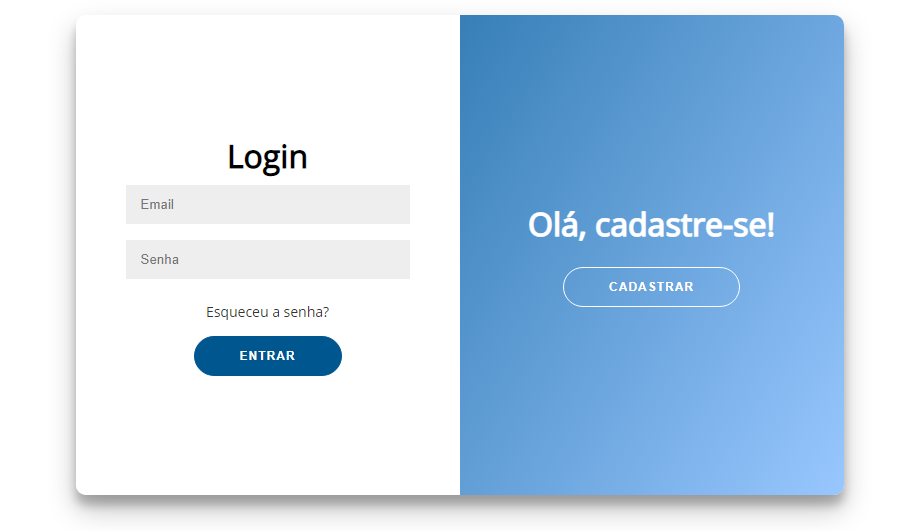 Login
Email
Senha
Esqueceu a senha?
ENTRAR
Olá, cadastre-se!
CADASTRAR